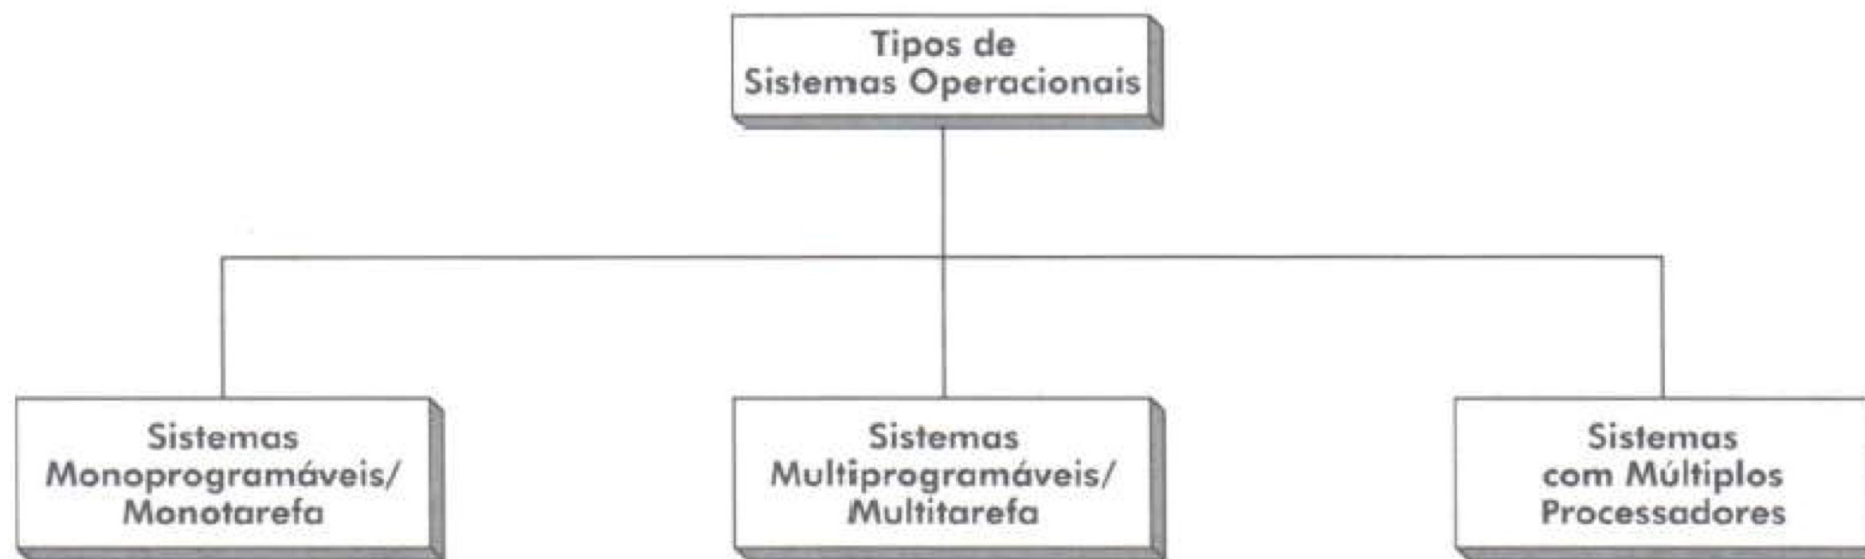 Tipos de
Sistemas Operacionais
Sistemas
Monoprogramáveis/
Monotarefa
Sistemas
Multiprogramáveis/
Multitarefa
Sistemas
com Múltiplos
Processadores